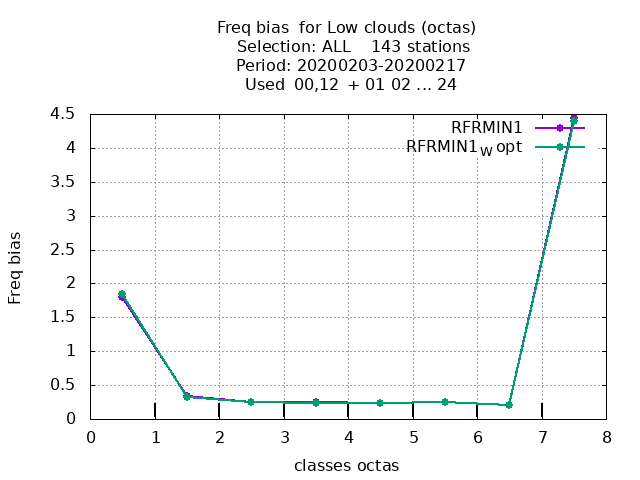 Freq bias  for Low clouds (octas)
Selection: ALL    143 stations
Period: 20200203-20200217
Used  00,12  + 01 02 ... 24
RFRMIN1
RFRMIN1W opt
4.5
4
3.5
3
2.5
2
1.5
1
0.5
0
Freq bias
0 1 2 3 4 5 6 7 8
classes octas